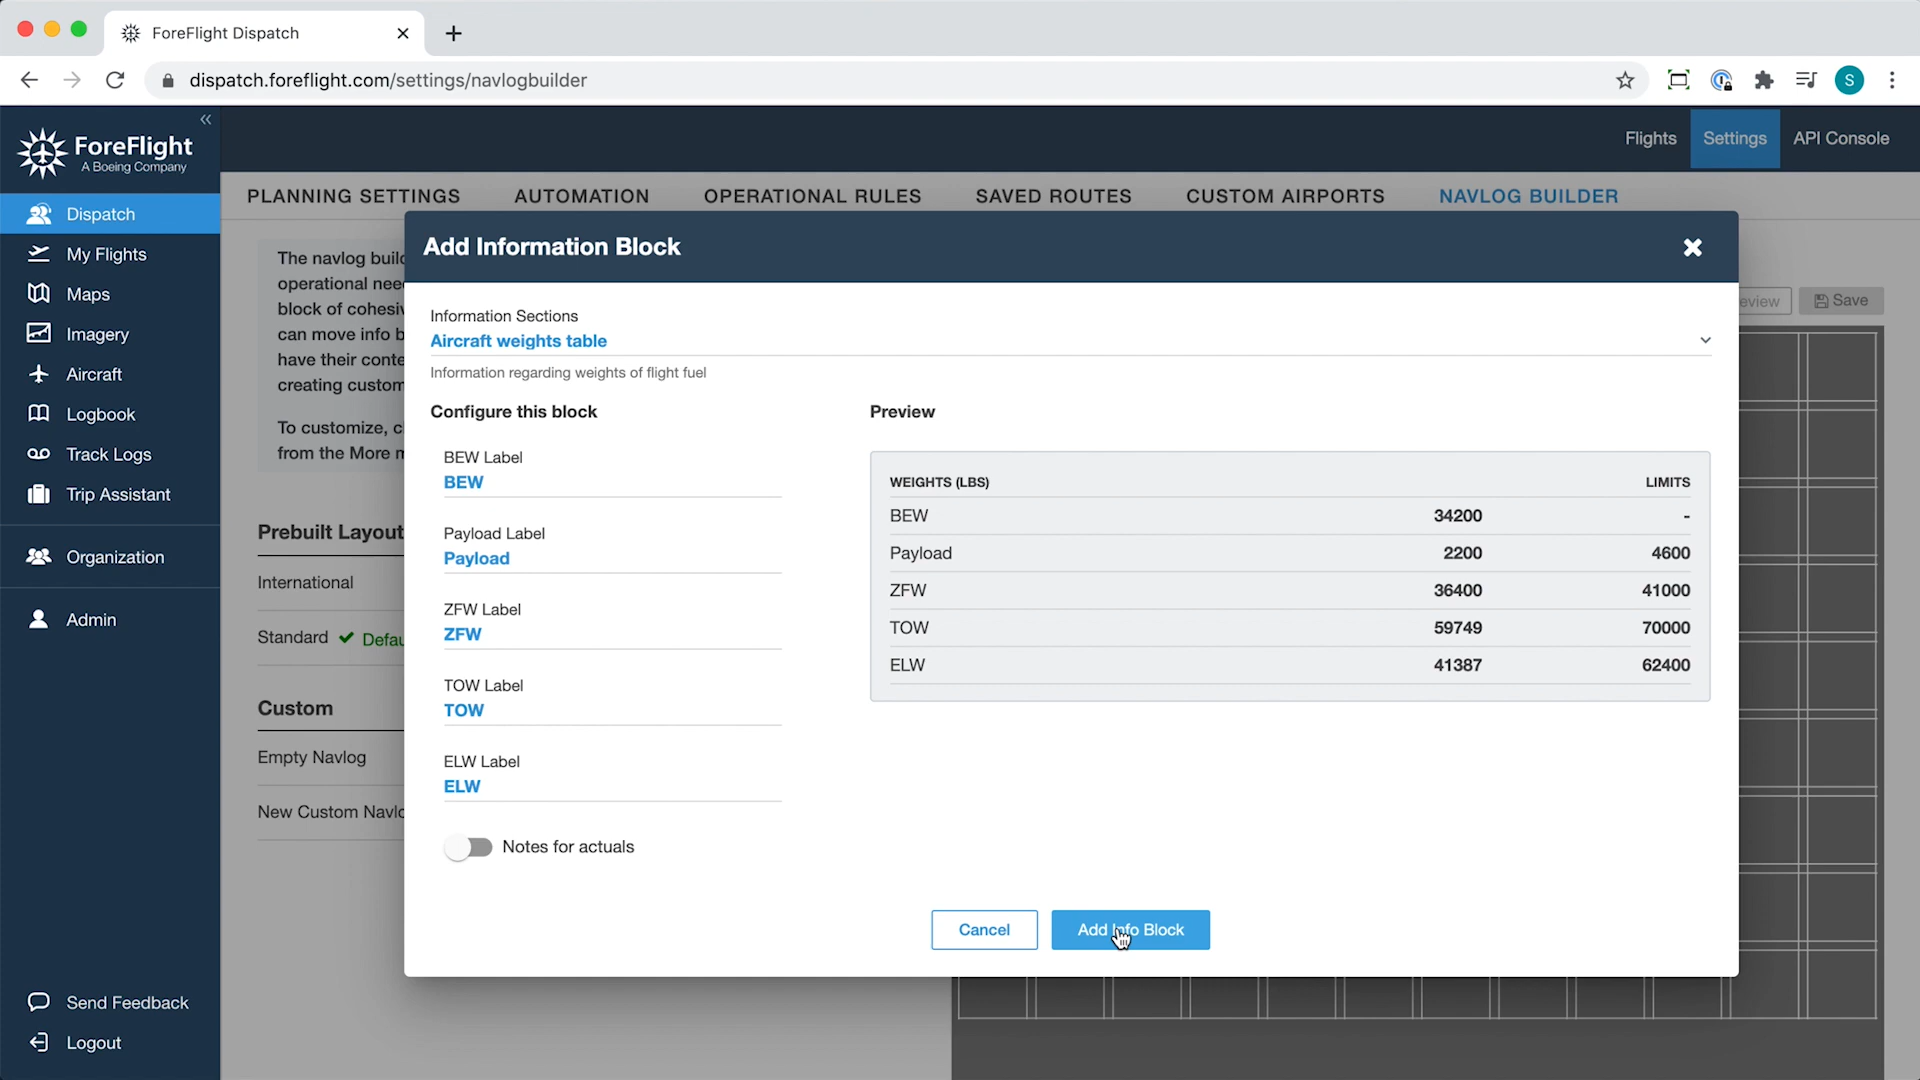 ForeFlight Dispatch
dispatch.foreflight.com/settings/navlogbuilder
S
ForeFlight
A Boeing Company
Flights
Settings
API Console
Dispatch
My Flights
Maps
Imagery
Aircraft
Logbook
Track Logs
Trip Assistant
Organization
Admin
Send Feedback
Logout
PLANNING SETTINGS
AUTOMATION
OPERATIONAL RULES
SAVED ROUTES
CUSTOM AIRPORTS
NAVLOG BUILDER
The navlog builc
operational nee
block of cohesiv
can move info b
have their conte
creating custom
To customize, c
from the More m
Prebuilt Layout
International
Standard ✔ Defau
Custom
Empty Navlog
New Custom Navlo
eview
Save
Add Information Block
Information Sections
Aircraft weights table
Information regarding weights of flight fuel
Configure this block
BEW Label
BEW
Payload Label
Payload
ZFW Label
ZFW
TOW Label
TOW
ELW Label
ELW
Notes for actuals
Preview
WEIGHTS (LBS) LIMITS
BEW 34200 -
Payload 2200 4600
ZFW 36400 41000
TOW 59749 70000
ELW 41387 62400
Cancel
Add Info Block